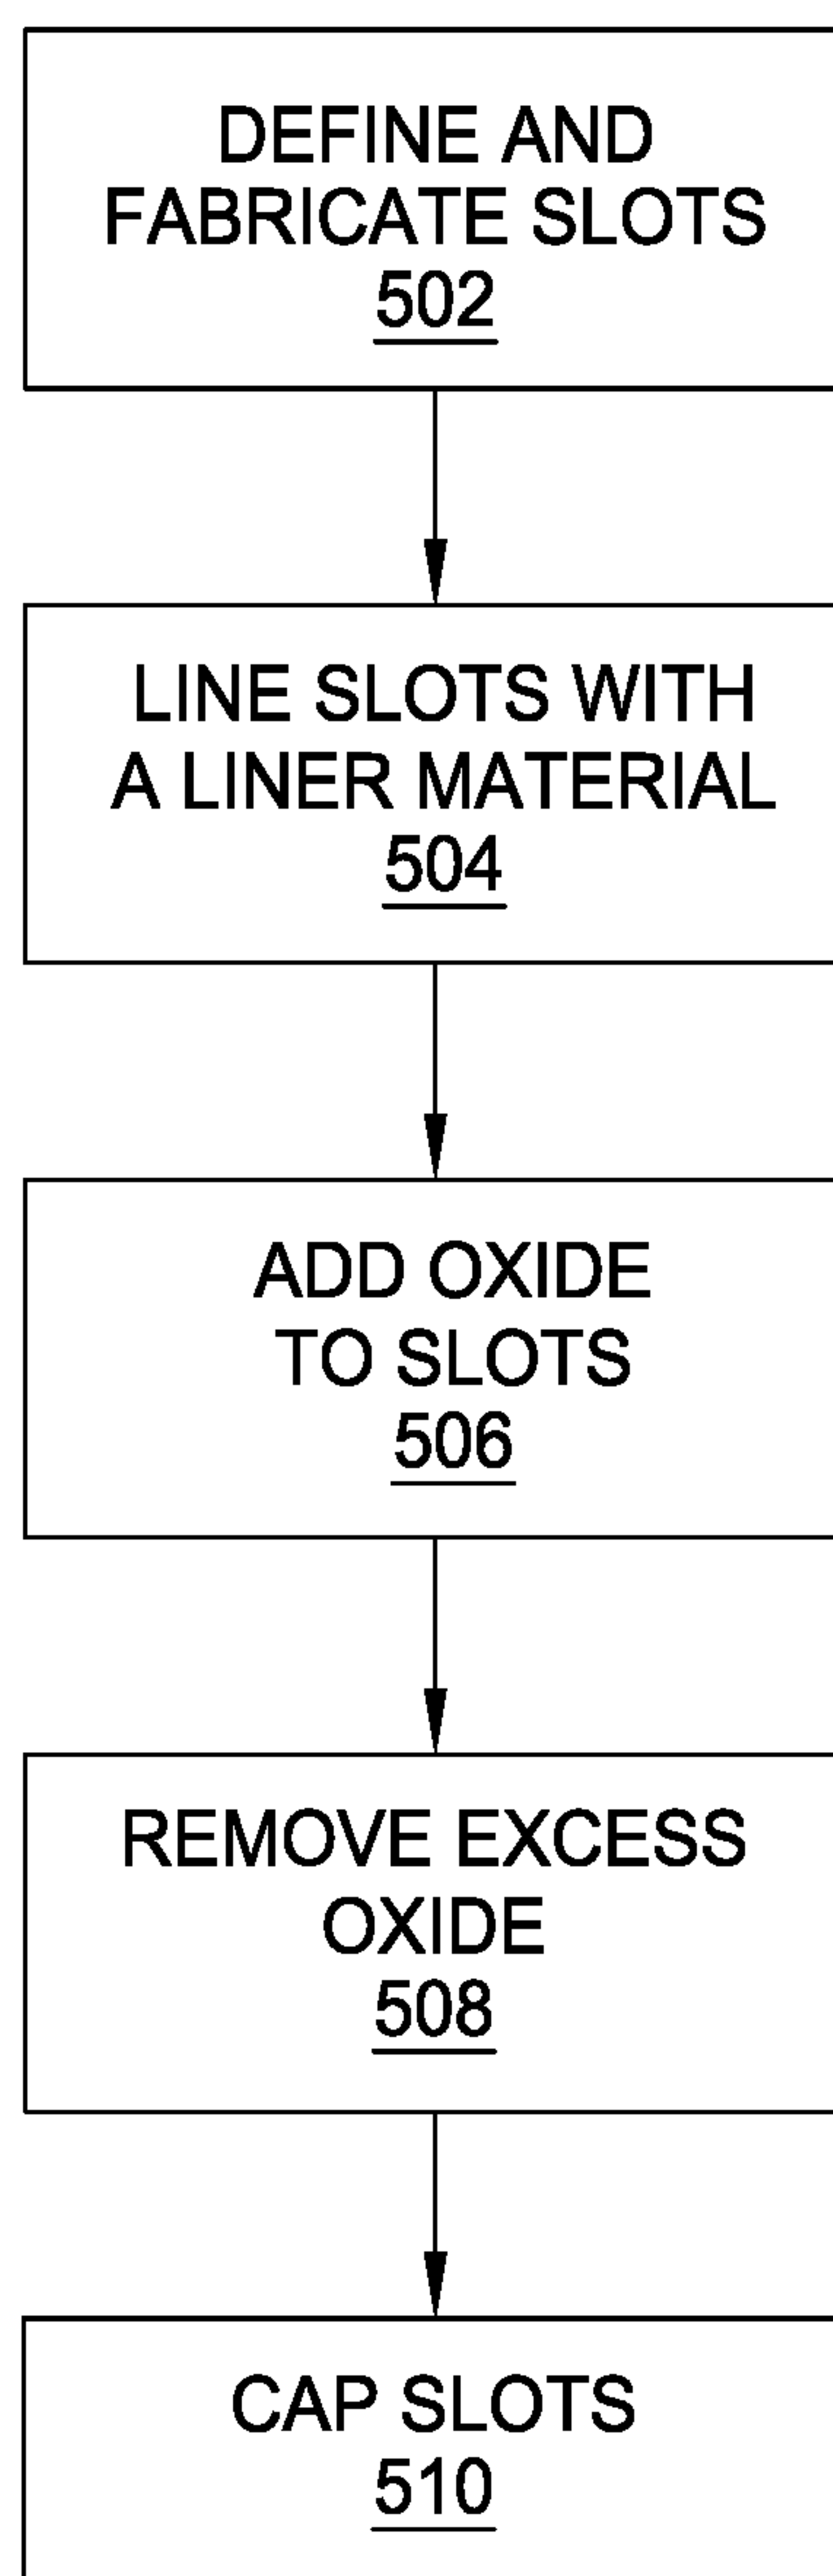 DEFINE AND
FABRICATE SLOTS
502
LINE SLOTS WITH
A LINER MATERIAL
504
ADD OXIDE
TO SLOTS
506
REMOVE EXCESS
OXIDE
508
CAP SLOTS
510